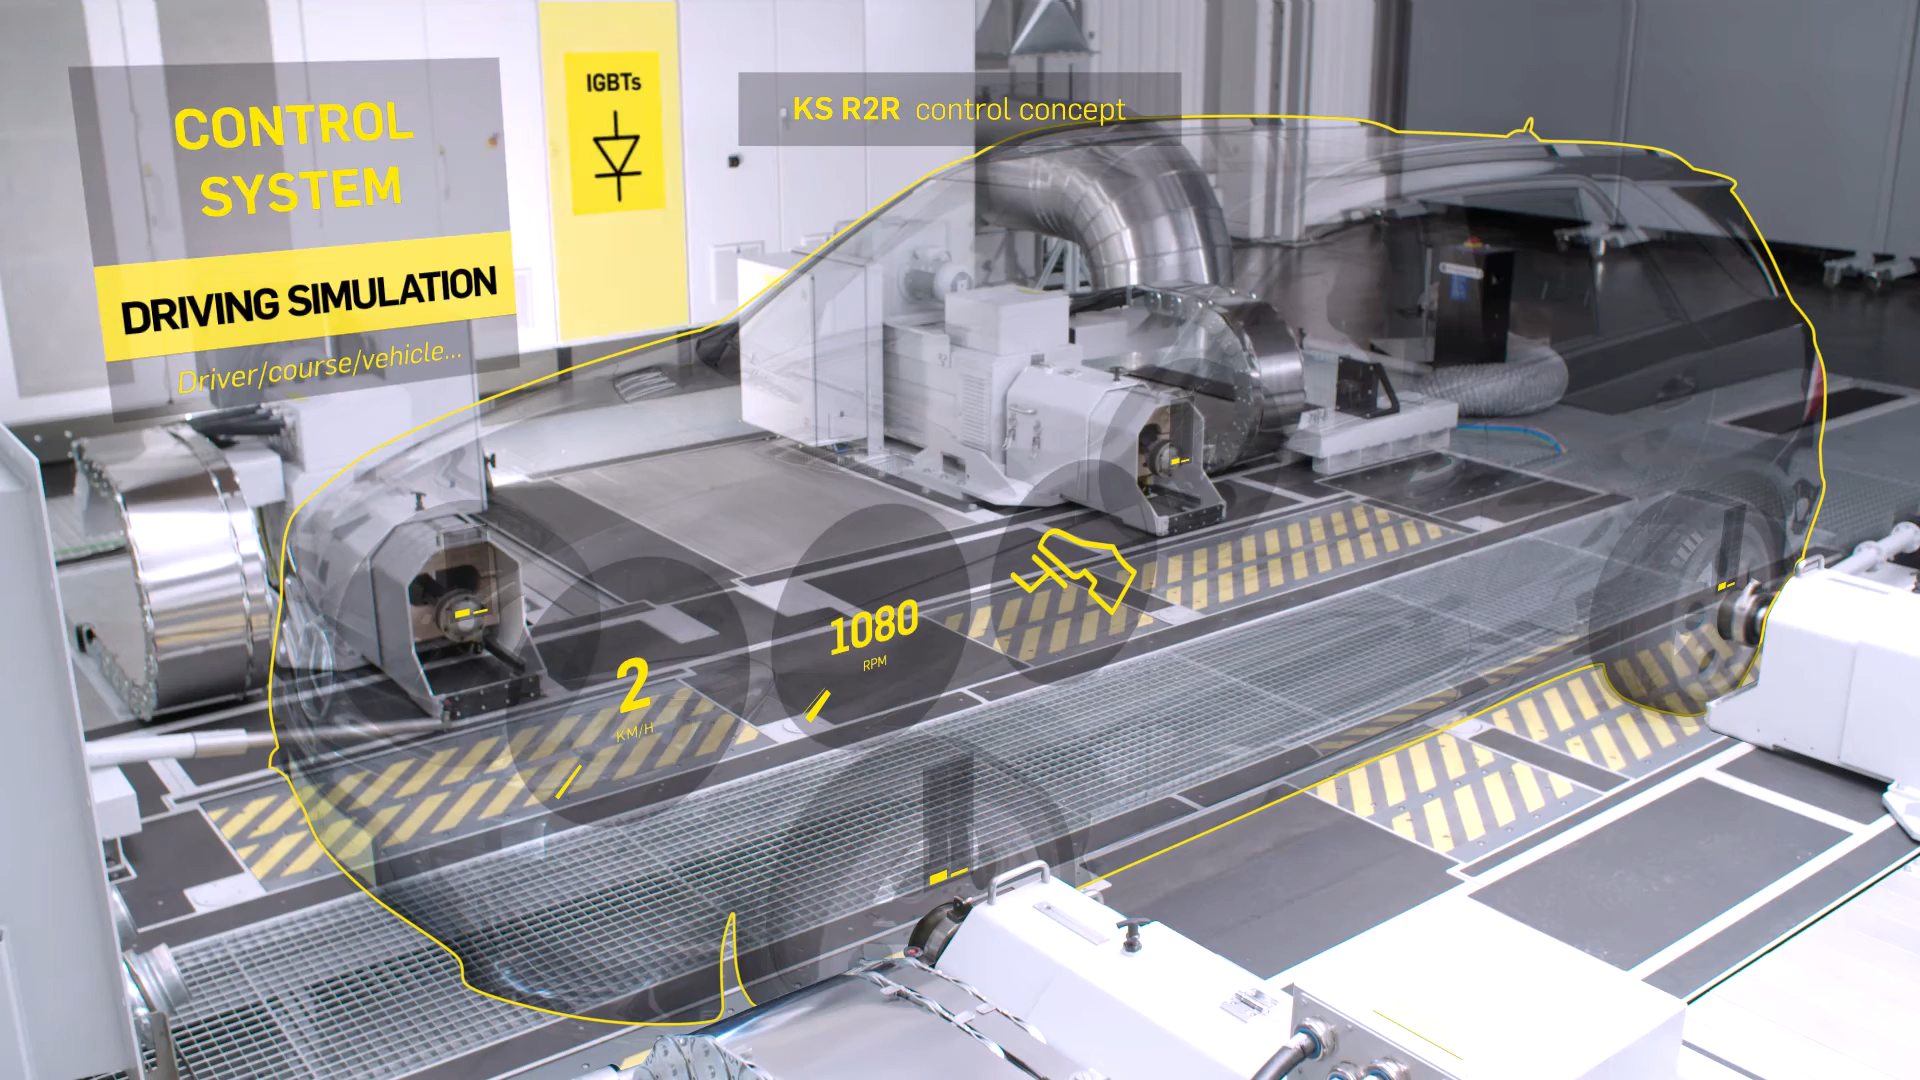 CONTROL
SYSTEM
DRIVING SIMULATION
Driver/course/vehicle...
IGBTs
KS R2R control concept
1080
RPM
2
KM/H